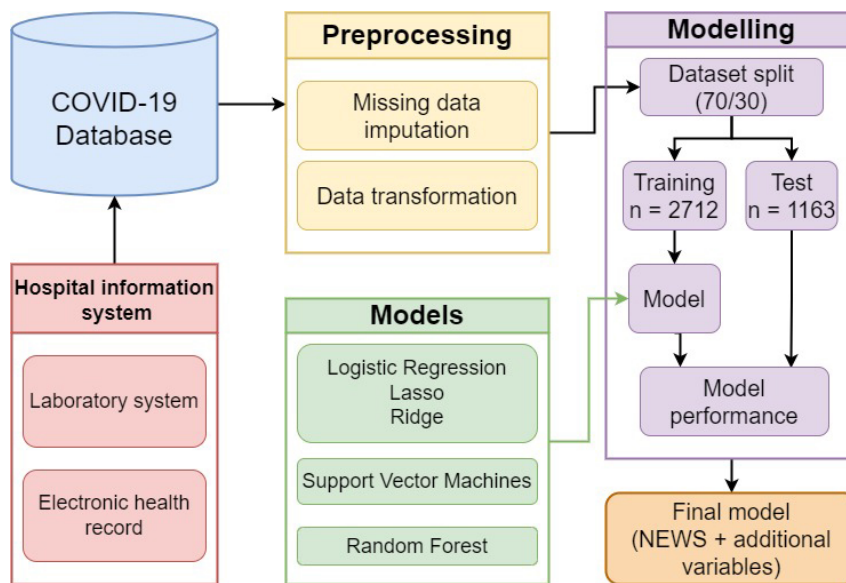 COVID-19
Database
Preprocessing
Missing data
imputation
Data transformation
Modelling
Dataset split
(70/30)
Training
n = 2712
Test
n = 1163
Model
Model
performance
Hospital information
system
Laboratory system
Electronic health
record
Models
Logistic Regression
Lasso
Ridge
Support Vector Machines
Random Forest
Final model
(NEWS + additional
variables)